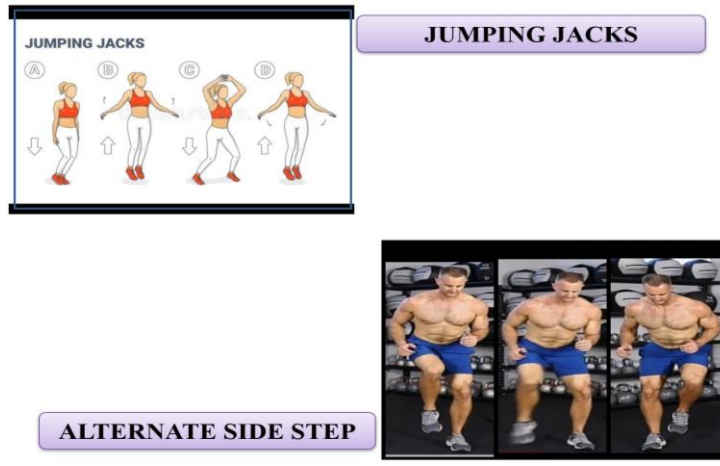 JUMPING JACKS
JUMPING JACKS
A B C D
ALTERNATE SIDE STEP